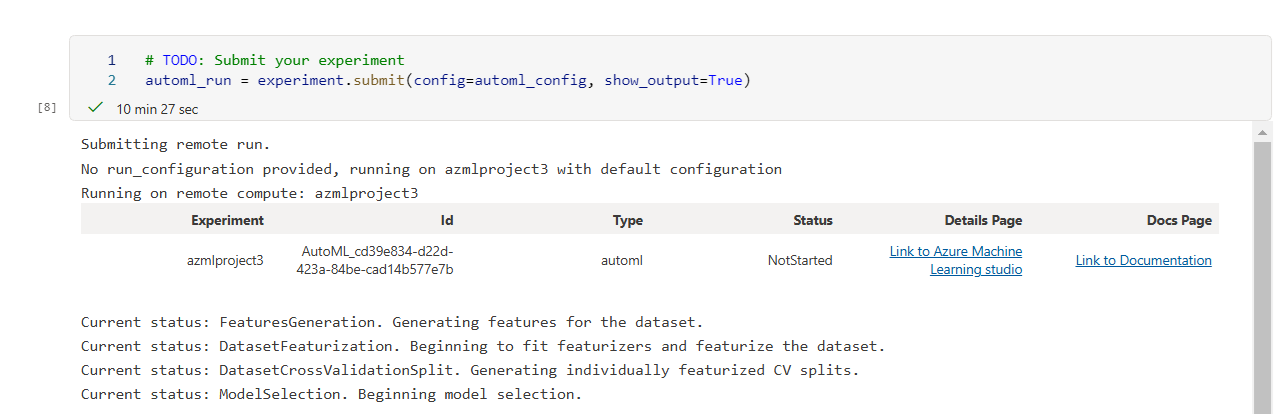 1 # TODO: Submit your experiment
2 automl_run = experiment.submit(config=automl_config, show_output=True)
[8] 10 min 27 sec
Submitting remote run.
No run_configuration provided, running on azmlproject3 with default configuration
Running on remote compute: azmlproject3
Experiment Id Type Status Details Page Docs Page
azmlproject3 AutoML_cd39e834-d22d-423a-84be-cad14b577e7b automl NotStarted Link to Azure Machine Learning studio Link to Documentation
Current status: FeaturesGeneration. Generating features for the dataset.
Current status: DatasetFeaturization. Beginning to fit featurizers and featurize the dataset.
Current status: DatasetCrossValidationSplit. Generating individually featurized CV splits.
Current status: ModelSelection. Beginning model selection.